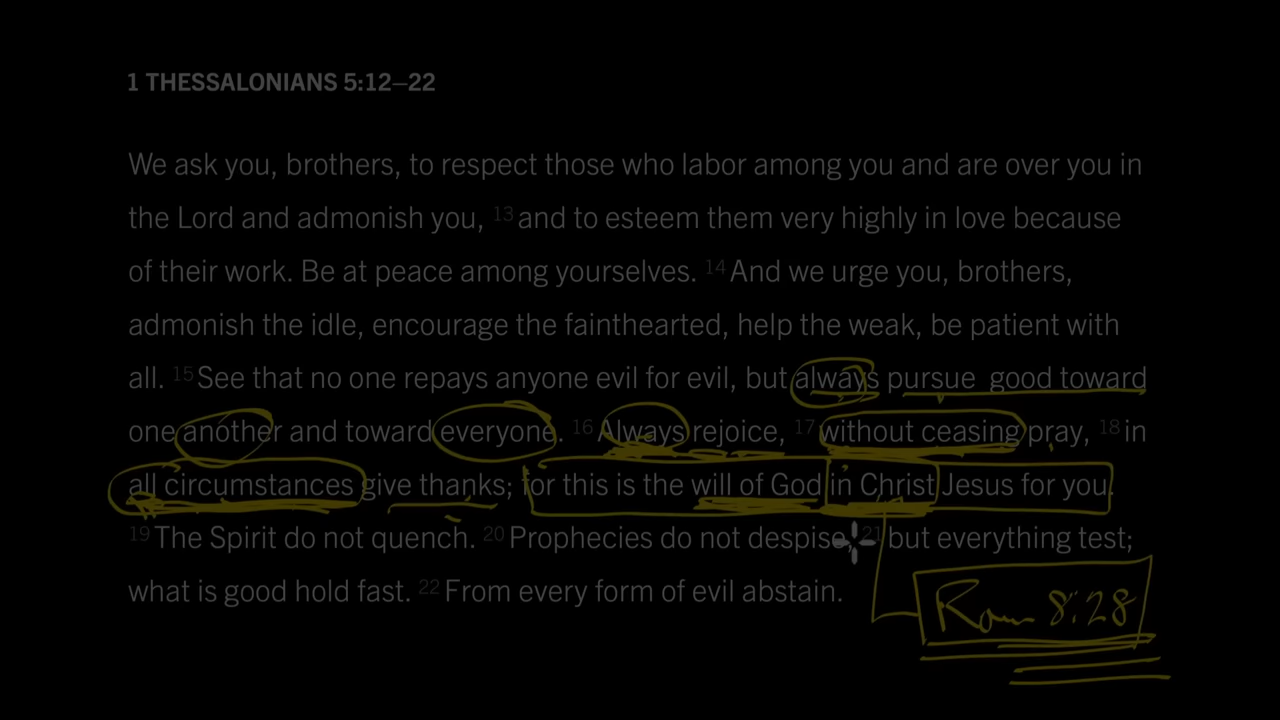 1 THESSALONIANS 5:12–22
We ask you, brothers, to respect those who labor among you and are over you in
the Lord and admonish you, 13 and to esteem them very highly in love because
of their work. Be at peace among yourselves. 14 And we urge you, brothers,
admonish the idle, encourage the fainthearted, help the weak, be patient with
all. 15 See that no one repays anyone evil for evil, but always pursue good toward
one another and toward everyone. 16 Always rejoice, 17 without ceasing pray, 18 in
all circumstances give thanks; for this is the will of God in Christ Jesus for you.
19 The Spirit do not quench. 20 Prophecies do not despise, 21 but everything test;
what is good hold fast. 22 From every form of evil abstain.
Rom 8:28